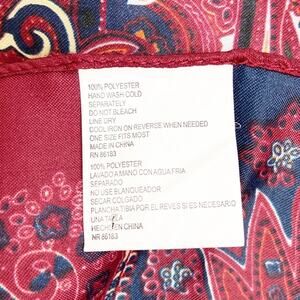 100% POLYESTER
HAND WASH COLD
SEPARATELY
DO NOT BLEACH
LINE DRY
COOL IRON ON REVERSE WHEN NEEDED
ONE SIZE FITS MOST
MADE IN CHINA
RN 86183
100% POLYESTER
LAVADO A MANO CON AGUA FRIA
SEPARADO
NO USE BLANQUEADOR
SECAR COLGADO
PLANCHA TIBIA POR EL REVES SI ES NECESARIO
UNA TALLA
HECHO EN CHINA
NR 86183